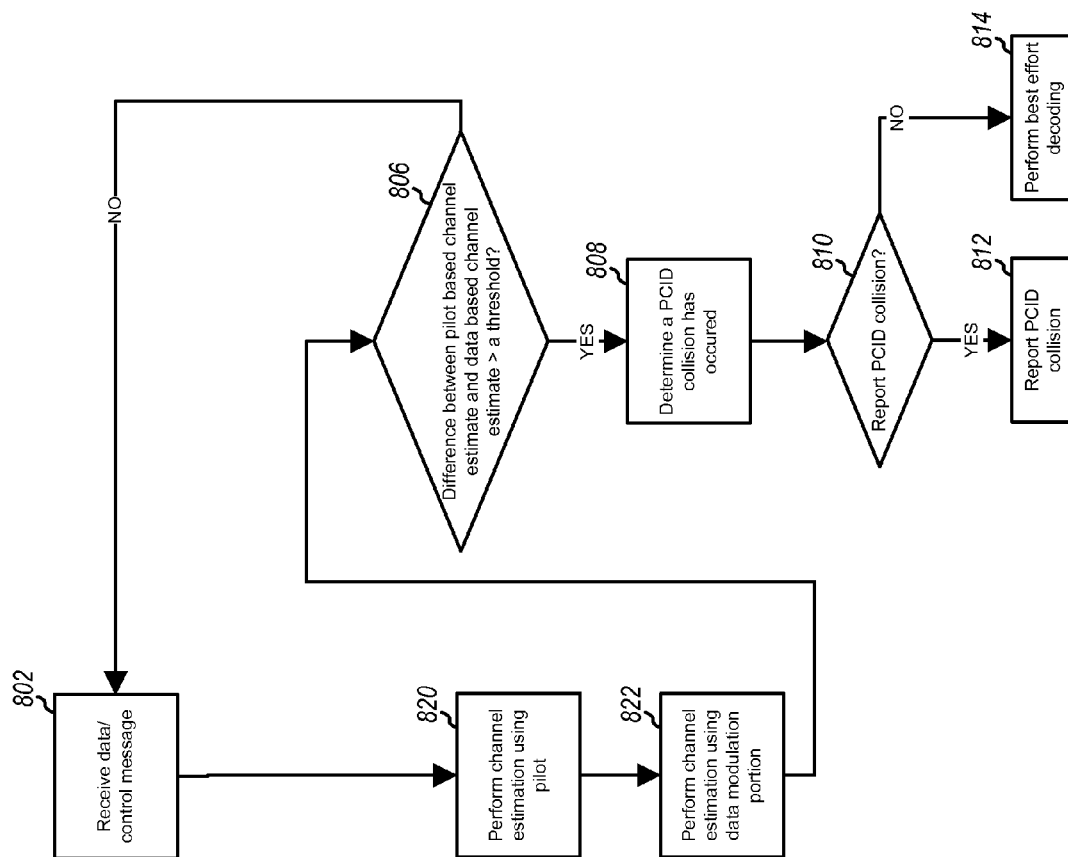 802
Receive data/
control message
820
Perform channel
estimation using
pilot
822
Perform channel
estimation using
data modulation
portion
806
Difference between pilot based channel
estimate and data based channel
estimate > a threshold?
NO
YES
808
Determine a PCID
collision has
occured
810
Report PCID collision?
YES
NO
812
Report PCID
collision
814
Perform best effort
decoding